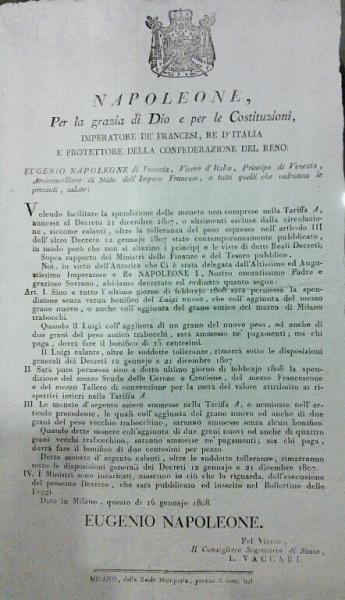 NAPOLEONE,
Per la grazia di Dio e per le Costituzioni,
IMPERATORE DE' FRANCESI, RE D'ITALIA
E PROTETTORE DELLA CONFEDERAZIONE DEL RENO:
EUGENIO NAPOLEONE di Francia, Vicerè d'Italia, Principe di Venezia,
Arcicancelliere di Stato dell'Impero Francese, a tutti quelli che vedranno le
presenti, salute:
Volendo facilitare la spendizione delle monete non comprese nella Tariffa A,
annessa al Decreto 21 dicembre 1807, o altrimenti escluse dalla circolazio-
ne, siccome calanti, oltre la tolleranza del peso espresso nell'articolo III
dell'altro Decreto 12 gennajo 1807 stato contemporaneamente pubblicato,
in modo però che non si alterino i principj e le viste di detti Reali Decreti;
Sopra rapporto dei Ministri delle Finanze e del Tesoro pubblico,
Noi, in virtù dell'Autorità che Ci è stata delegata dall'Altissimo ed Augu-
stissimo Imperatore e Re NAPOLEONE I, Nostro onoratissimo Padre e
grazioso Sovrano, abbiamo decretato ed ordinato quanto segue:
Art. I. Sino a tutto l'ultimo giorno di febbrajo 1808 sarà permessa la spen-
dizione senza verun bonifico del Luigi nuovo, che coll'aggiunta del mezzo
grano nuovo, o anche coll'aggiunta del grano antico del marco di Milano
trabocchi.
Quando il Luigi coll'aggiunta di un grano del nuovo peso, od anche di
due grani del peso antico trabocchi, sarà ammesso ne' pagamenti; ma chi
paga, dovrà fare il bonifico di 15 centesimi.
Il Luigi calante, oltre le suddette tolleranze, rimarrà sotto le disposizioni
generali dei Decreti 12 gennajo e 21 dicembre 1807.
II. Sarà pure permessa sino a detto ultimo giorno di febbrajo 1808 la spen-
dizione del mezzo Scudo delle Corone o Crocione, del mezzo Francescone
e del mezzo Tallero di convenzione per la metà del valore attribuito ai ri-
spettivi intieri nella Tariffa A.
III. Le monete d'argento estere ammesse nella Tariffa A, o nominate nell'ar-
ticolo precedente, le quali coll'aggiunta del grano nuovo ed anche di due
grani del peso vecchio trabocchino, saranno ammesse senza alcun bonifico.
Quando dette monete coll'aggiunta di due grani nuovi od anche di quattro
grani vecchi trabocchino, saranno ammesse ne' pagamenti; ma chi paga,
dovrà fare il bonifico di due centesimi per pezzo.
Dette monete d'argento calanti, oltre le suddette tolleranze, rimarranno
sotto le disposizioni generali dei Decreti 12 gennajo e 21 dicembre 1807.
IV. I Ministri sono incaricati, ciascuno in ciò che lo riguarda, dell'esecuzione
del presente Decreto, che sarà pubblicato ed inserito nel Bollettino delle
Leggi.
Dato in Milano, questo dì 16 gennajo 1808.
EUGENIO NAPOLEONE.
Pel Vicerè,
Il Consigliere Segretario di Stato,
L. VACCARI.
MILANO, dalla Reale Stamperia, prezzo 8 cent. ital.